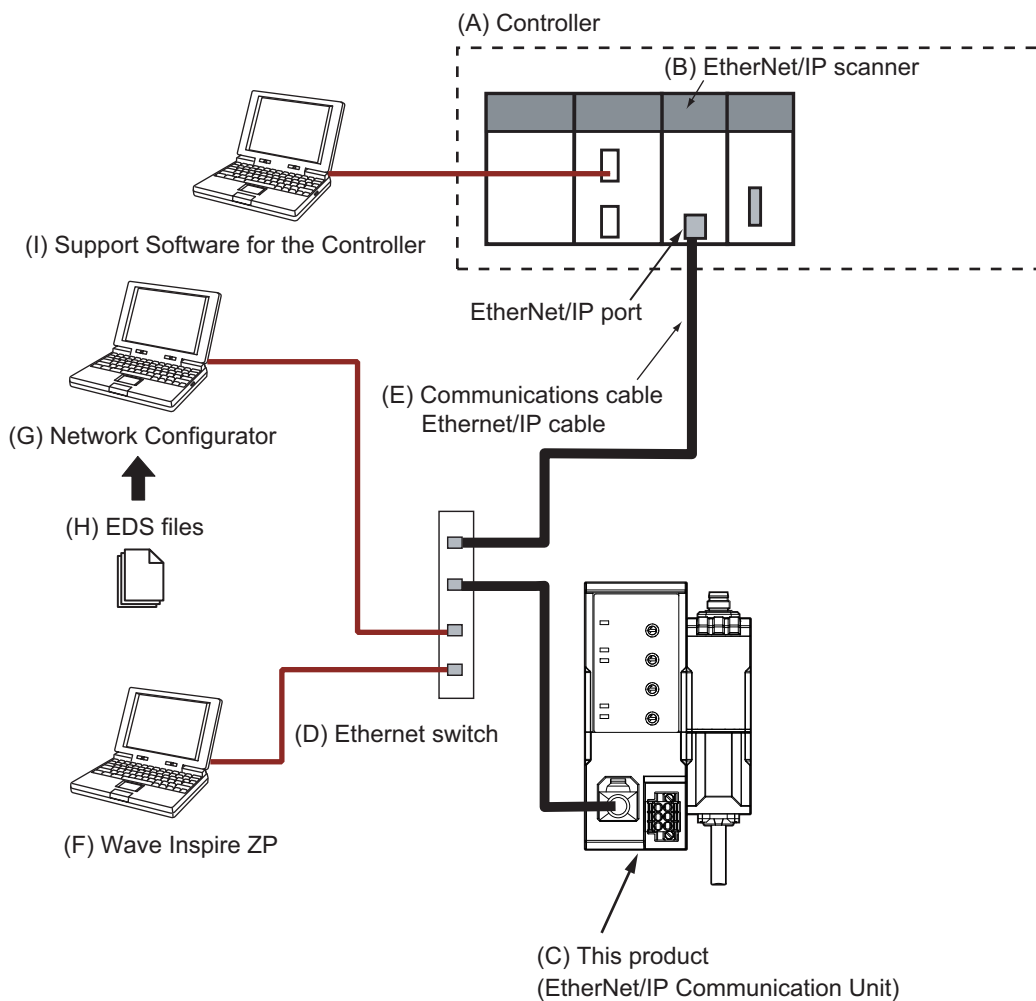 (A) Controller
(B) EtherNet/IP scanner
(I) Support Software for the Controller
EtherNet/IP port
(E) Communications cable
Ethernet/IP cable
(G) Network Configurator
(H) EDS files
(D) Ethernet switch
(F) Wave Inspire ZP
(C) This product
(EtherNet/IP Communication Unit)